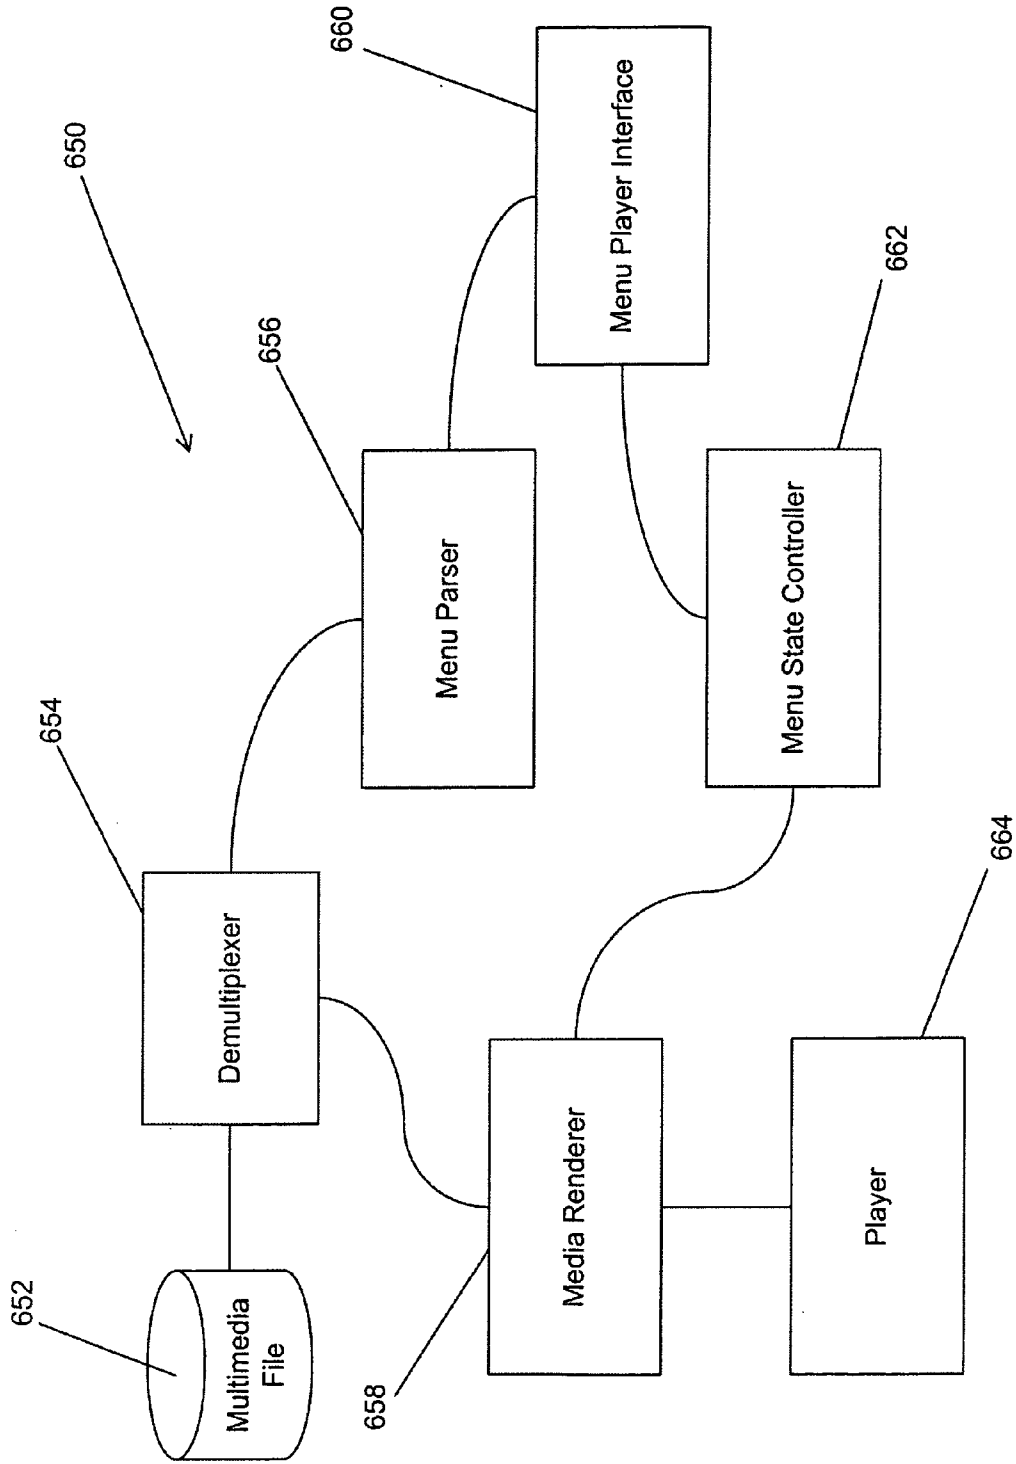 650
652
Multimedia
File
654
Demultiplexer
656
Menu Parser
660
Menu Player Interface
658
Media Renderer
662
Menu State Controller
664
Player